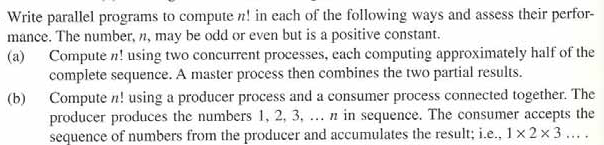 Write parallel programs to compute n! in each of the following ways and assess their perfor-
mance. The number, n, may be odd or even but is a positive constant.
(a) Compute n! using two concurrent processes, each computing approximately half of the
complete sequence. A master process then combines the two partial results.
(b) Compute n! using a producer process and a consumer process connected together. The
producer produces the numbers 1, 2, 3, ... n in sequence. The consumer accepts the
sequence of numbers from the producer and accumulates the result; i.e., 1 × 2 × 3 ... .